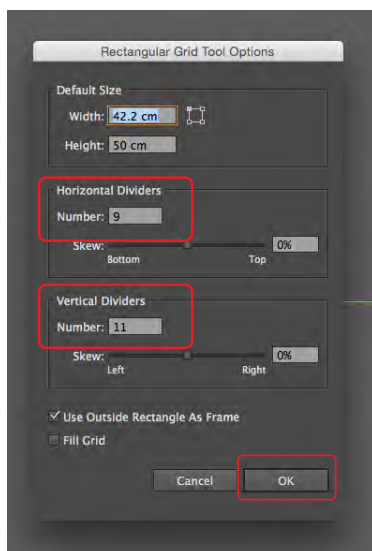 Rectangular Grid Tool Options
Default Size
Width: 42.2 cm
Height: 50 cm
Horizontal Dividers
Number: 9
Skew: 0%
Bottom Top
Vertical Dividers
Number: 11
Skew: 0%
Left Right
Use Outside Rectangle As Frame
Fill Grid
Cancel OK